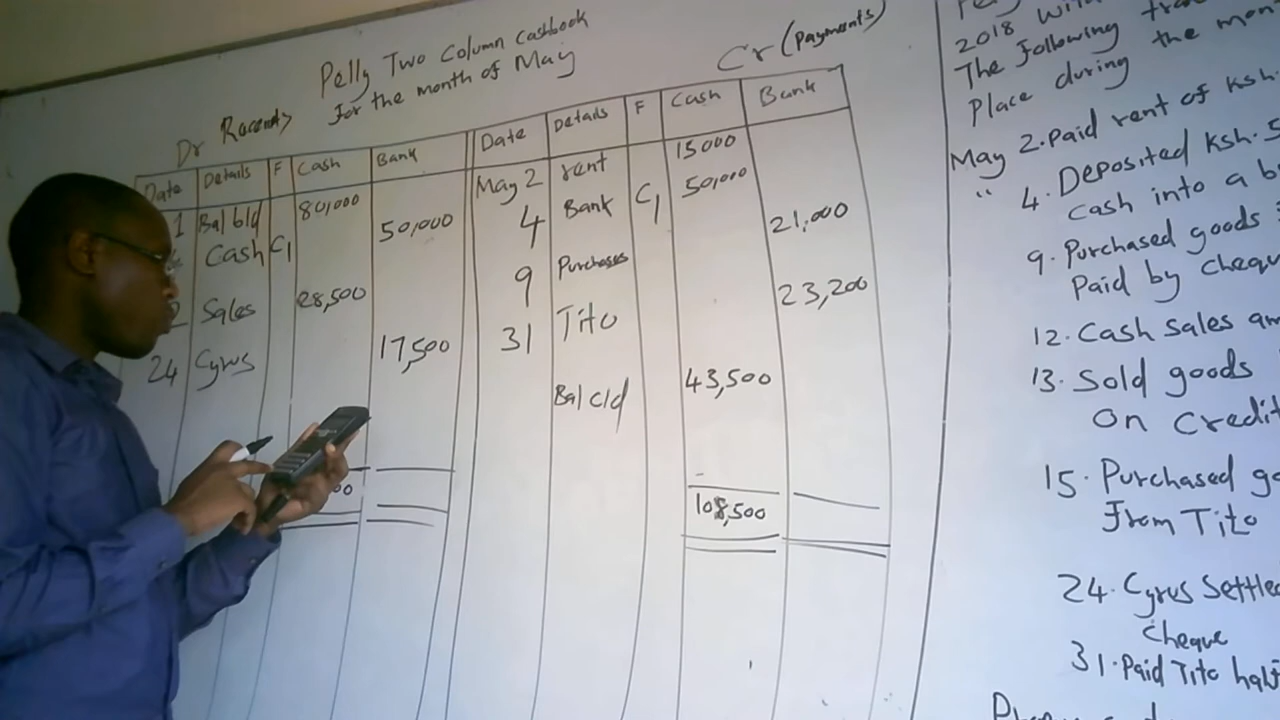 Pelly Two Column cashbook
for the month of May
Dr Cr (Payments)
Date Details F Cash Bank Date Details F Cash Bank
1 Bal b/d 80,000 May 2 rent 15000
Cash C1 50,000 4 Bank C1 50,000
9 Purchases 21,000
Sales 28,500 31 Tito 23,200
24 Cyrus 17,500
Bal c/d 43,500
108,500
2018
The following
Place during the
May 2. Paid rent of Ksh.
" 4. Deposited Ksh. 5
Cash into a
9. Purchased goods
Paid by
12. Cash sales
13. Sold goods
On Credit
15. Purchased
From Tito
24. Cyrus Settled
Cheque
31. Paid Tito half